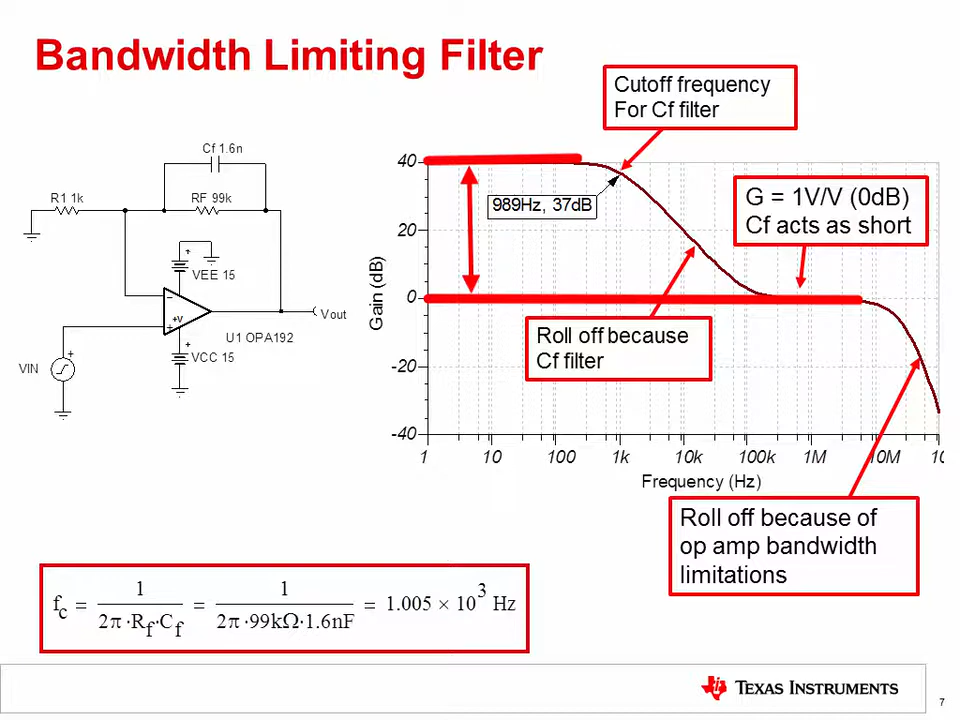 Bandwidth Limiting Filter
Cutoff frequency
For Cf filter
Cf 1.6n
R1 1k
RF 99k
VEE 15
+
−
+V
+
U1 OPA192
Vout
+
VCC 15
VIN
+
40
20
0
-20
-40
Gain (dB)
989Hz, 37dB
G = 1V/V (0dB)
Cf acts as short
Roll off because
Cf filter
1 10 100 1k 10k 100k 1M 10M 10
Frequency (Hz)
Roll off because of
op amp bandwidth
limitations
fc = 1 / 2π·Rf·Cf = 1 / 2π·99kΩ·1.6nF = 1.005 × 10³ Hz
TEXAS INSTRUMENTS
7